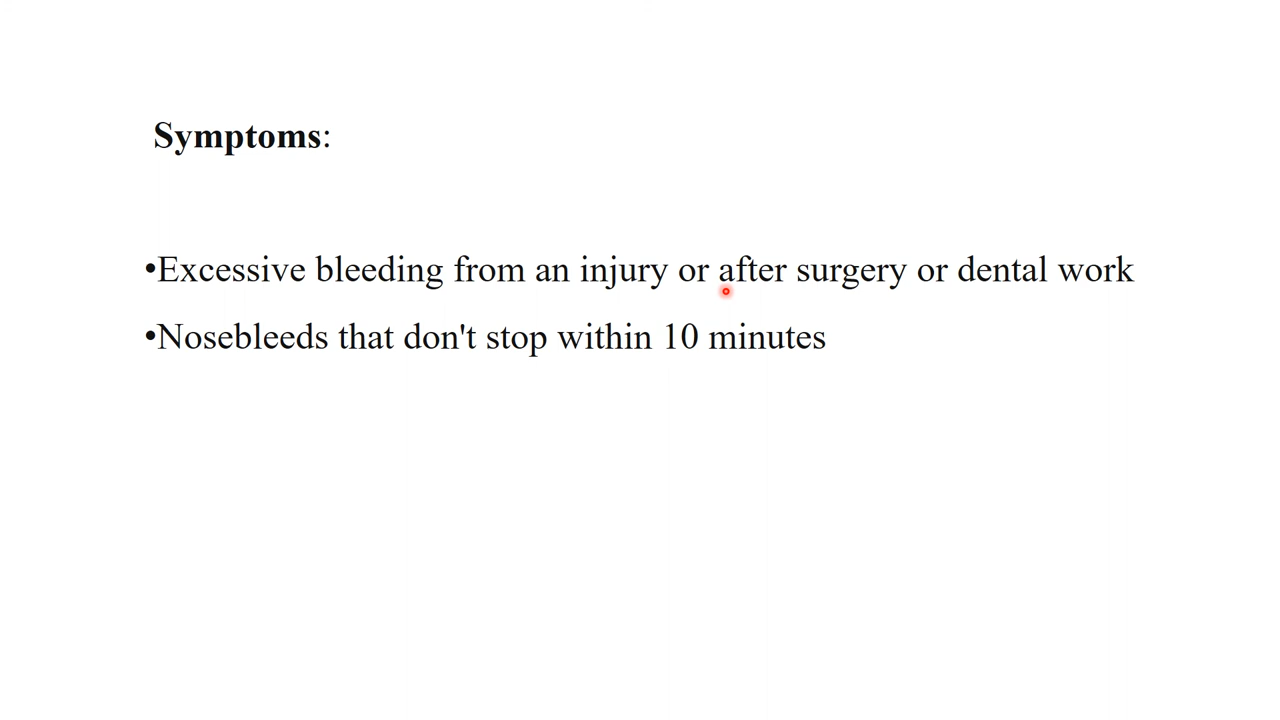 Symptoms:
•Excessive bleeding from an injury or after surgery or dental work
•Nosebleeds that don't stop within 10 minutes